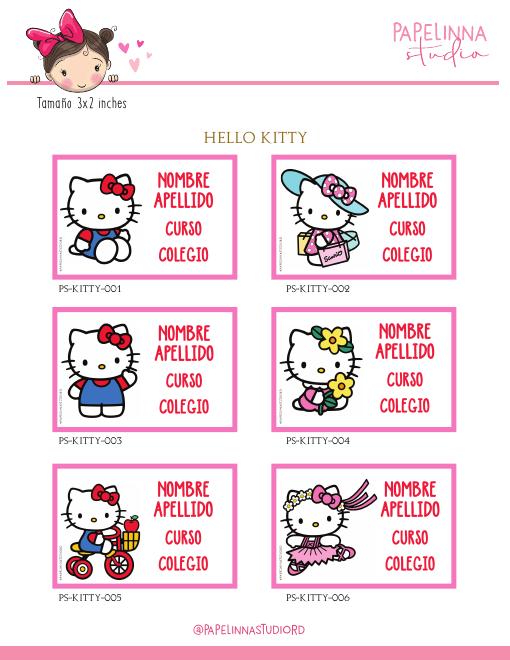 PAPELINNA
studio
Tamaño 3x2 inches
HELLO KITTY
NOMBRE
APELLIDO
CURSO
COLEGIO
PS-KITTY-001
NOMBRE
APELLIDO
CURSO
COLEGIO
Sanrio
PS-KITTY-002
NOMBRE
APELLIDO
CURSO
COLEGIO
PS-KITTY-003
NOMBRE
APELLIDO
CURSO
COLEGIO
PS-KITTY-004
NOMBRE
APELLIDO
CURSO
COLEGIO
PS-KITTY-005
NOMBRE
APELLIDO
CURSO
COLEGIO
PS-KITTY-006
@PAPELINNASTUDIORD